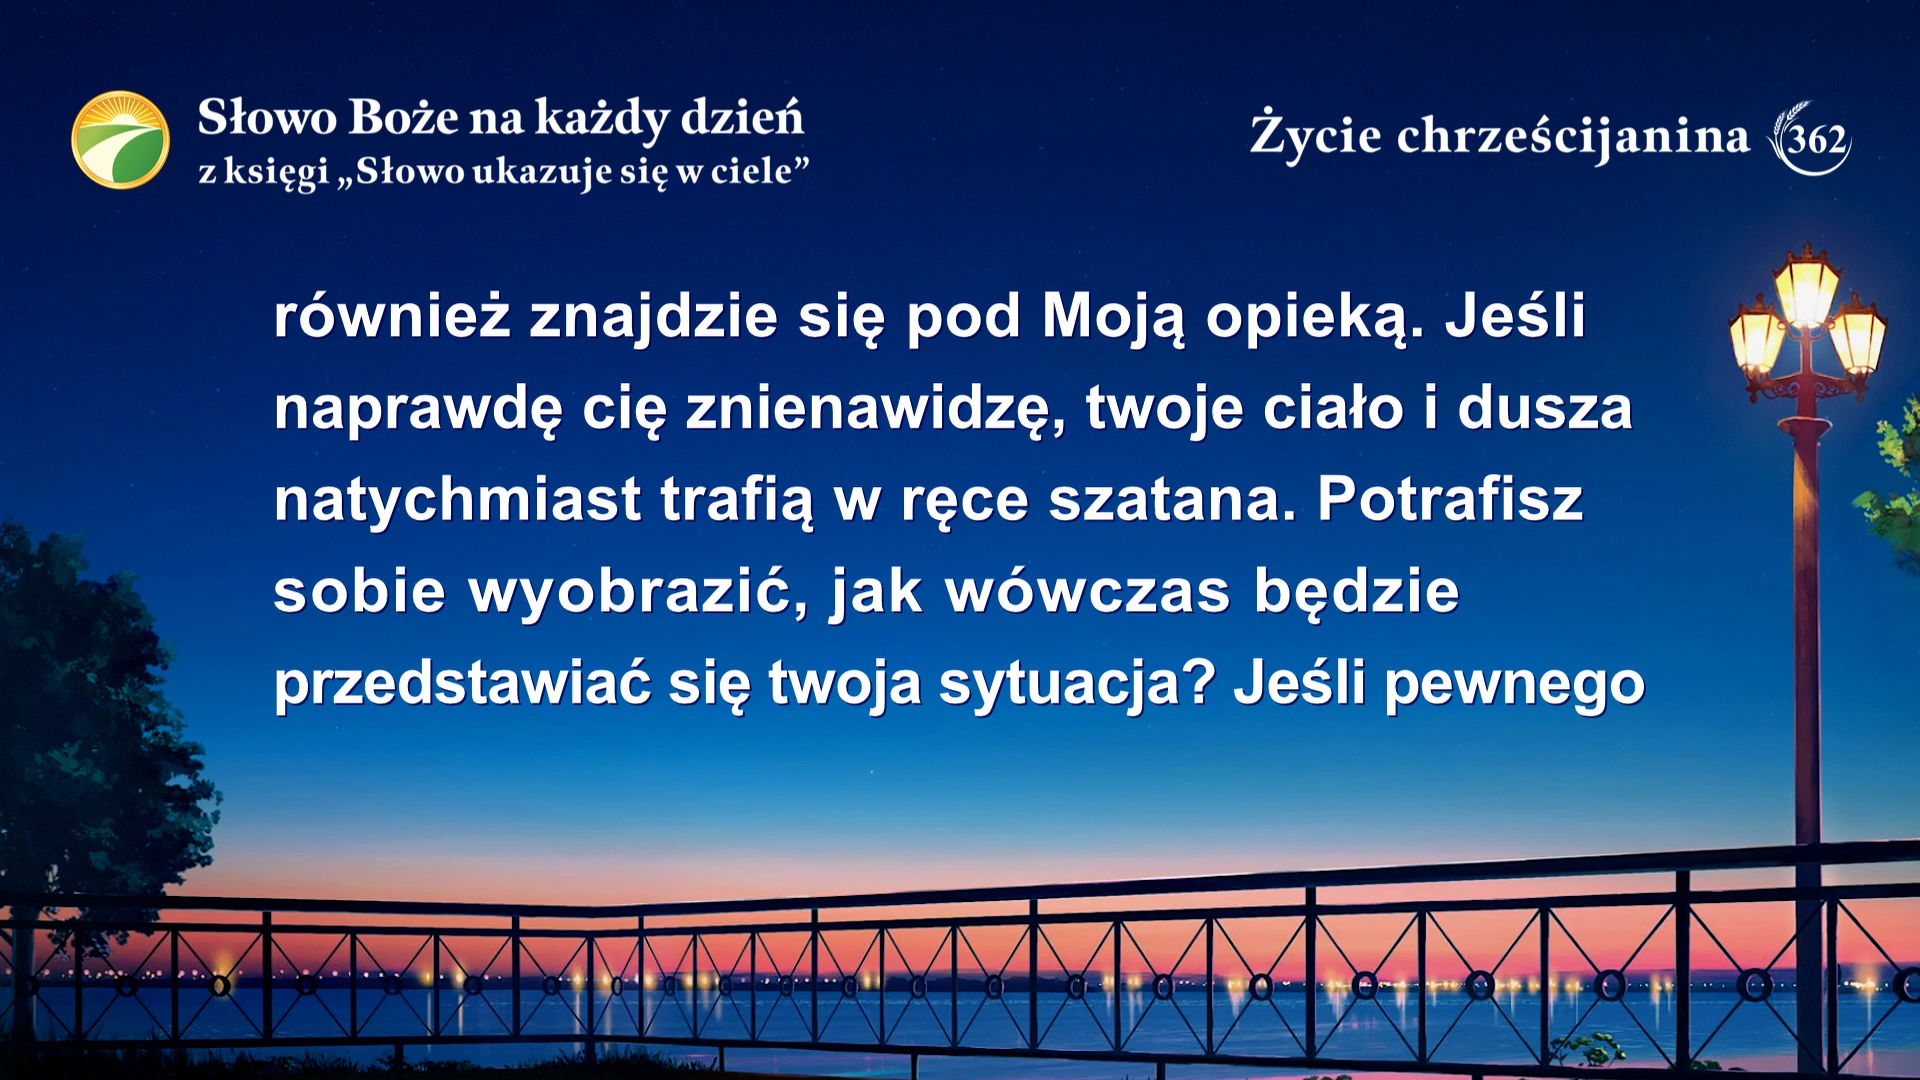 Słowo Boże na każdy dzień
z księgi „Słowo ukazuje się w ciele”
Życie chrześcijanina 362
również znajdzie się pod Moją opieką. Jeśli
naprawdę cię znienawidzę, twoje ciało i dusza
natychmiast trafią w ręce szatana. Potrafisz
sobie wyobrazić, jak wówczas będzie
przedstawiać się twoja sytuacja? Jeśli pewnego